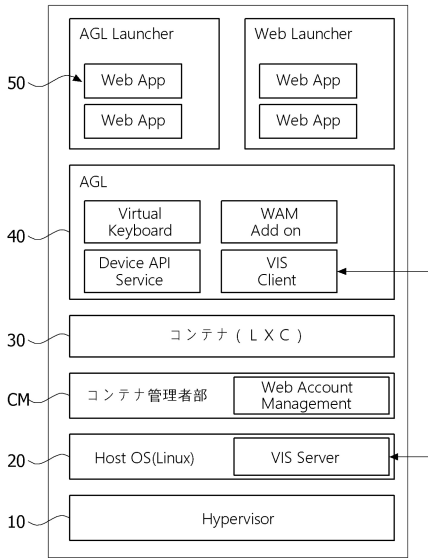 AGL Launcher
Web App
Web App
Web Launcher
Web App
Web App
50
AGL
Virtual
Keyboard
WAM
Add on
Device API
Service
VIS
Client
40
コンテナ ( ＬＸＣ )
30
コンテナ管理者部
Web Account
Management
CM
Host OS(Linux)
VIS Server
20
Hypervisor
10